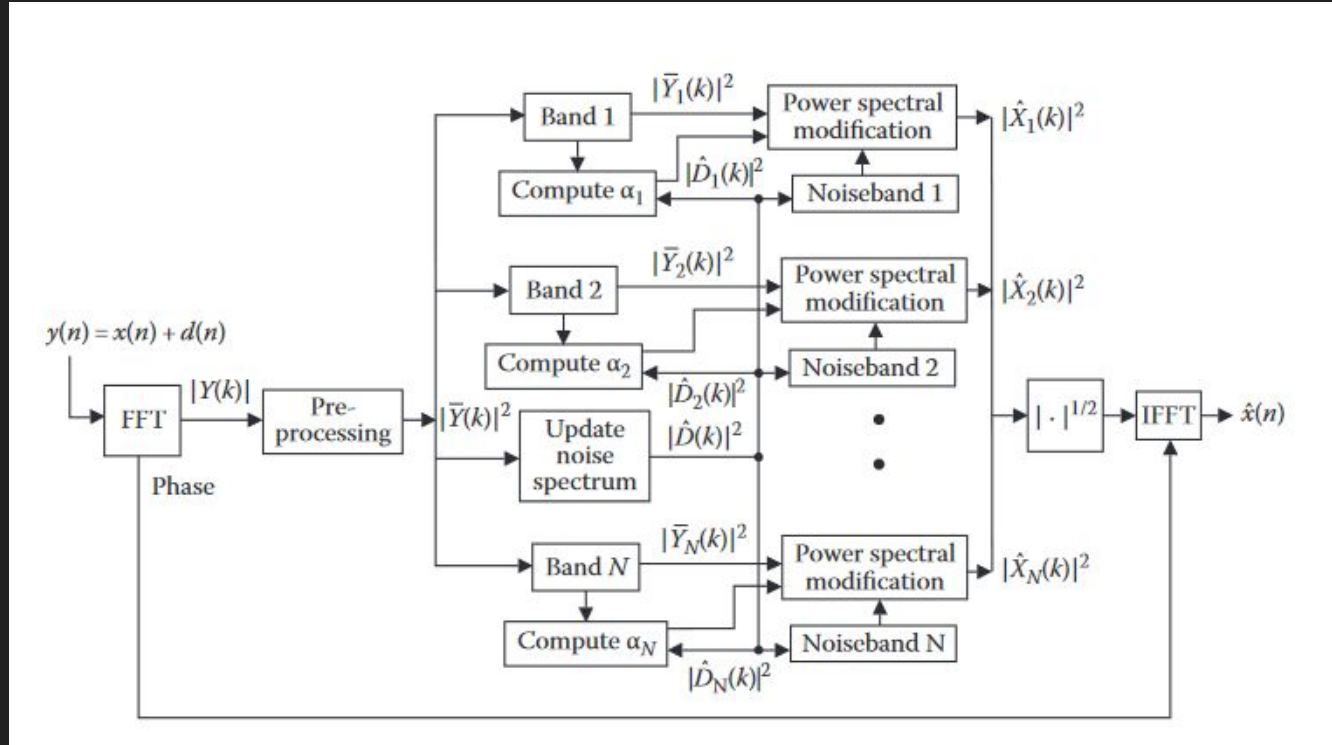 |Ȳ₁(k)|²
Band 1
Power spectral
modification
|X̂₁(k)|²
Compute α₁
|D̂₁(k)|²
Noiseband 1
|Ȳ₂(k)|²
Band 2
Power spectral
modification
|X̂₂(k)|²
y(n) = x(n) + d(n)
Compute α₂
|D̂₂(k)|²
Noiseband 2
FFT
|Y(k)|
Pre-
processing
|Ȳ(k)|²
Update
noise
spectrum
|D̂(k)|²
| · |^1/2
IFFT
x̂(n)
Phase
|Ȳ_N(k)|²
Band N
Power spectral
modification
|X̂_N(k)|²
Compute α_N
|D̂_N(k)|²
Noiseband N